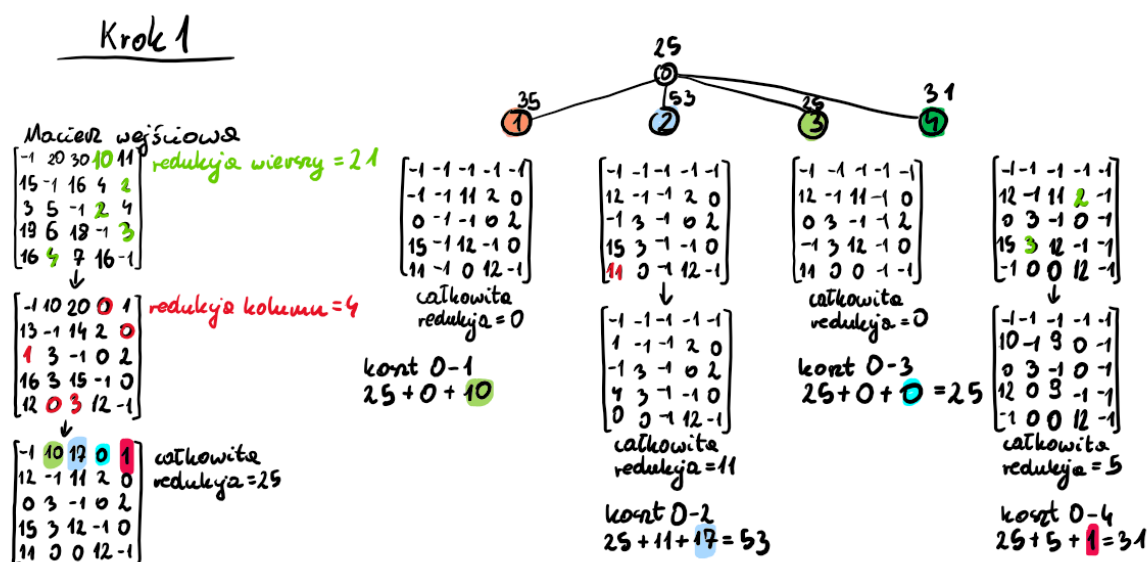 Krok 1
25
0
35 53 25 31
1 2 3 4
Macierz wejściowa
-1 20 30 10 11
15 -1 16 4 2
3 5 -1 2 4
19 6 18 -1 3
16 4 7 16 -1
redukcja wierszy = 21
-1 10 20 0 1
13 -1 14 2 0
1 3 -1 0 2
16 3 15 -1 0
12 0 3 12 -1
redukcja kolumn = 4
-1 10 17 0 1
12 -1 11 2 0
0 3 -1 0 2
15 3 12 -1 0
11 0 0 12 -1
całkowita
redukcja = 25
-1 -1 -1 -1 -1
-1 -1 11 2 0
0 -1 -1 0 2
15 -1 12 -1 0
11 -1 0 12 -1
całkowita
redukcja = 0
koszt 0-1
25 + 0 + 10
-1 -1 -1 -1 -1
12 -1 -1 2 0
-1 3 -1 0 2
15 3 -1 -1 0
11 0 -1 12 -1
-1 -1 -1 -1 -1
1 -1 -1 2 0
-1 3 -1 0 2
4 3 -1 -1 0
0 0 -1 12 -1
całkowita
redukcja = 11
koszt 0-2
25 + 11 + 17 = 53
-1 -1 -1 -1 -1
12 -1 11 -1 0
0 3 -1 -1 2
-1 3 12 -1 0
11 0 0 -1 -1
całkowita
redukcja = 0
koszt 0-3
25 + 0 + 0 = 25
-1 -1 -1 -1 -1
12 -1 11 2 -1
0 3 -1 0 -1
15 3 12 -1 -1
-1 0 0 12 -1
-1 -1 -1 -1 -1
10 -1 9 0 -1
0 3 -1 0 -1
12 0 9 -1 -1
-1 0 0 12 -1
całkowita
redukcja = 5
koszt 0-4
25 + 5 + 1 = 31